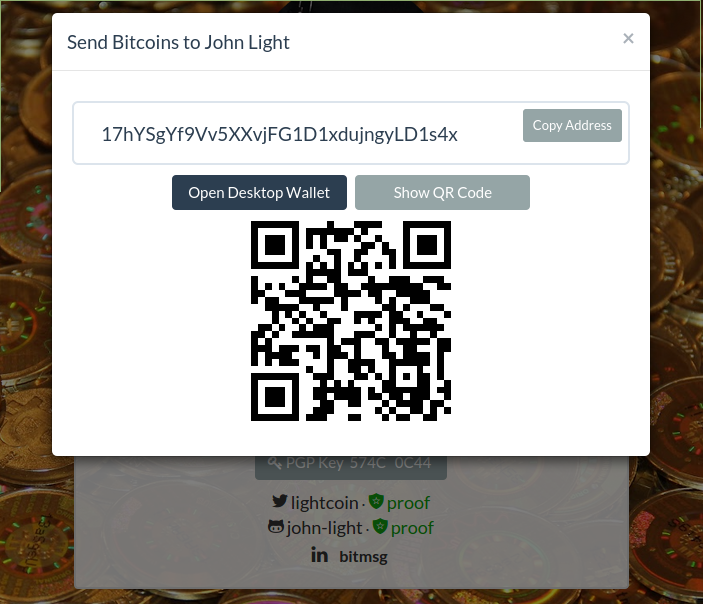 Send Bitcoins to John Light ×
17hYSgYf9Vv5XXvjFG1D1xdujngyLD1s4x
Copy Address
Open Desktop Wallet
Show QR Code
PGP Key 574C 0C44
lightcoin · proof
john-light · proof
in bitmsg